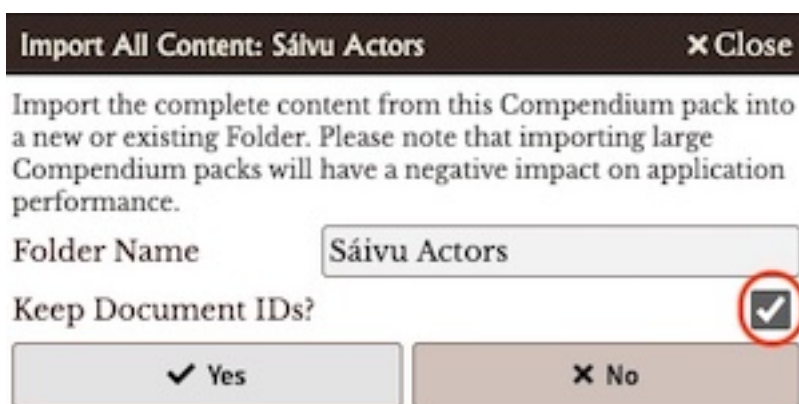 Import All Content: Sáivu Actors
Close
Import the complete content from this Compendium pack into
a new or existing Folder. Please note that importing large
Compendium packs will have a negative impact on application
performance.
Folder Name
Sáivu Actors
Keep Document IDs?
Yes
No